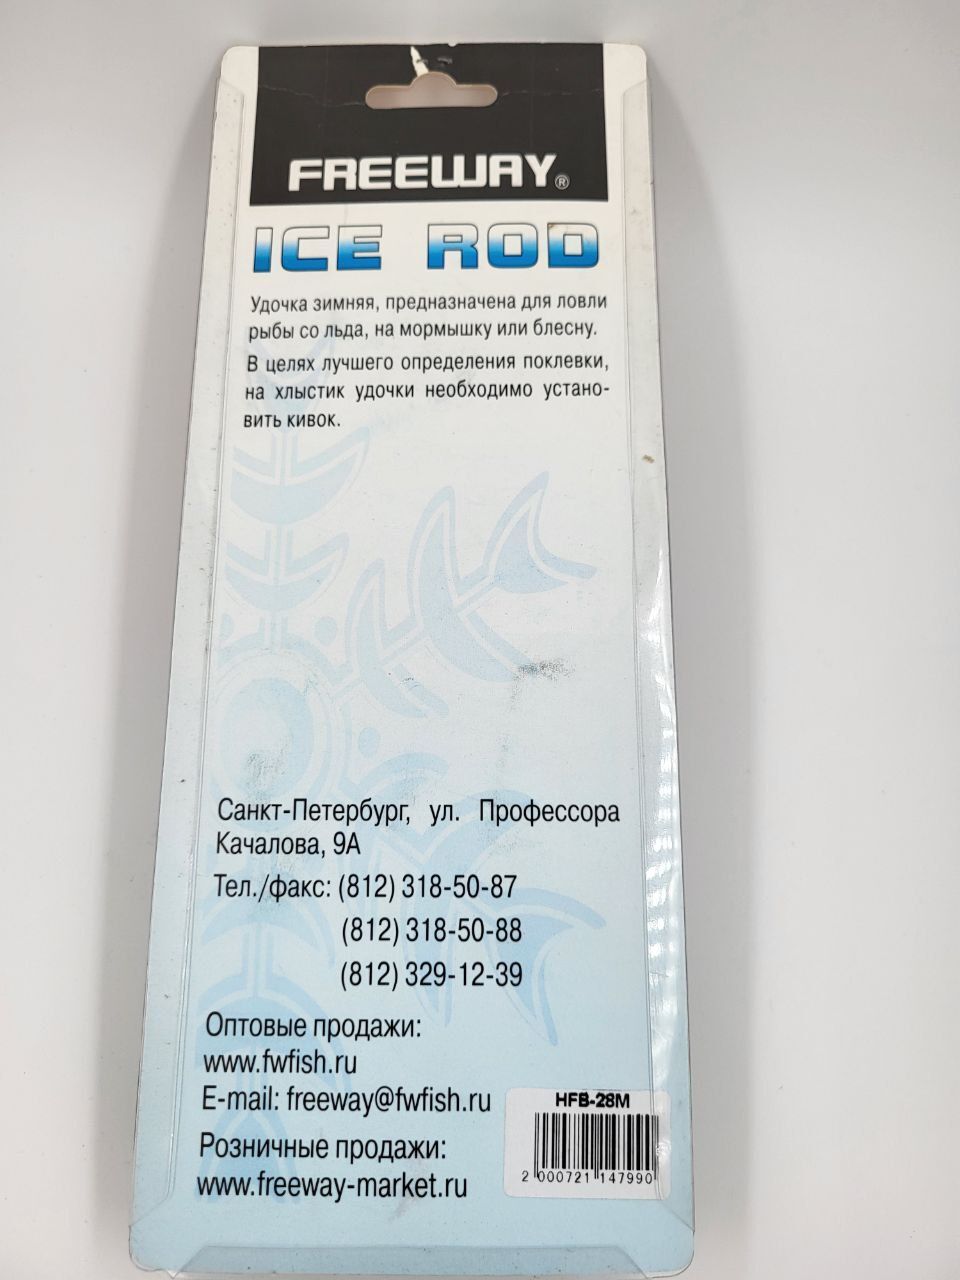 FREEWAY®
ICE ROD
Удочка зимняя, предназначена для ловли
рыбы со льда, на мормышку или блесну.
В целях лучшего определения поклевки,
на хлыстик удочки необходимо устано-
вить кивок.
Санкт-Петербург, ул. Профессора
Качалова, 9А
Тел./факс: (812) 318-50-87
(812) 318-50-88
(812) 329-12-39
Оптовые продажи:
www.fwfish.ru
E-mail: freeway@fwfish.ru
Розничные продажи:
www.freeway-market.ru
HFB-28M
2 000721 147990